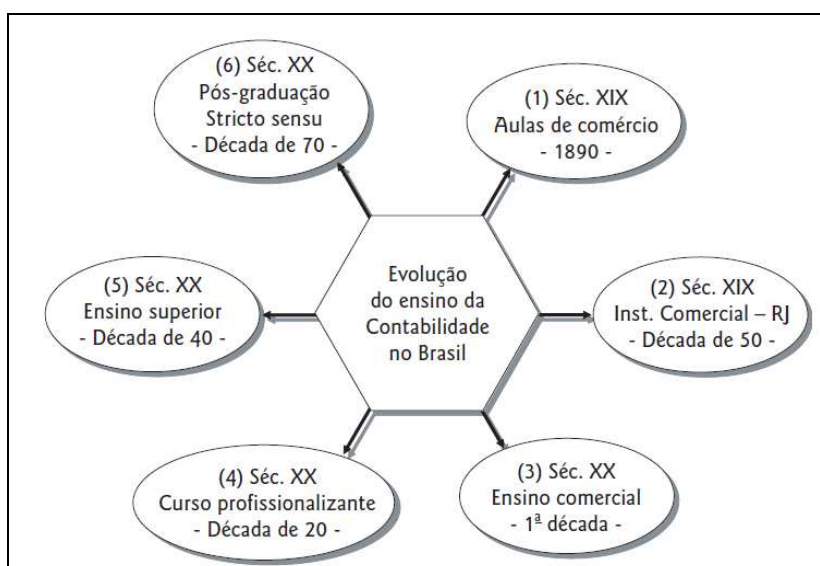 (6) Séc. XX
Pós-graduação
Stricto sensu
- Década de 70 -
(1) Séc. XIX
Aulas de comércio
- 1890 -
(5) Séc. XX
Ensino superior
- Década de 40 -
Evolução
do ensino da
Contabilidade
no Brasil
(2) Séc. XIX
Inst. Comercial – RJ
- Década de 50 -
(4) Séc. XX
Curso profissionalizante
- Década de 20 -
(3) Séc. XX
Ensino comercial
- 1ª década -